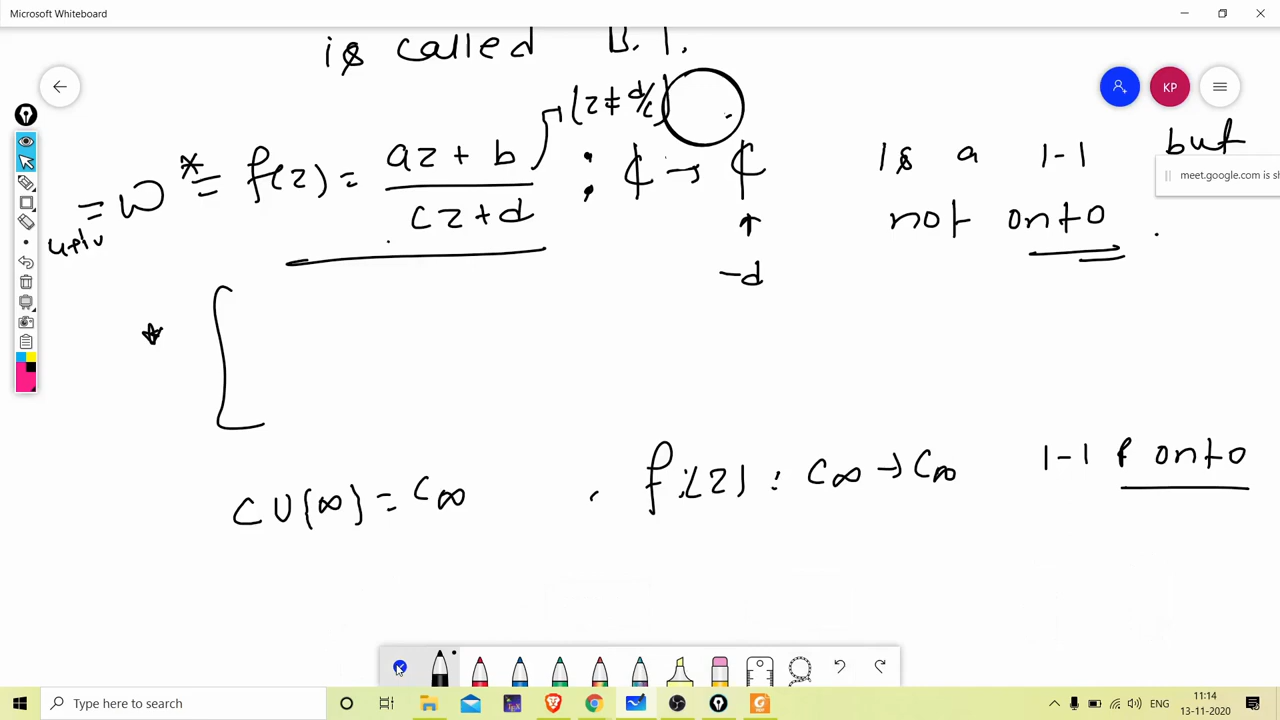 Microsoft Whiteboard
is called B.T.
(z ≠ d/c)
= w = f(z) = az + b / cz + d : ℂ → ℂ is a 1-1 but
u+iv
not onto.
-d
KP
meet.google.com is sh
* [
C ∪ {∞} = C∞ , f(z) : C∞ → C∞ 1-1 & onto
Type here to search
11:14
13-11-2020